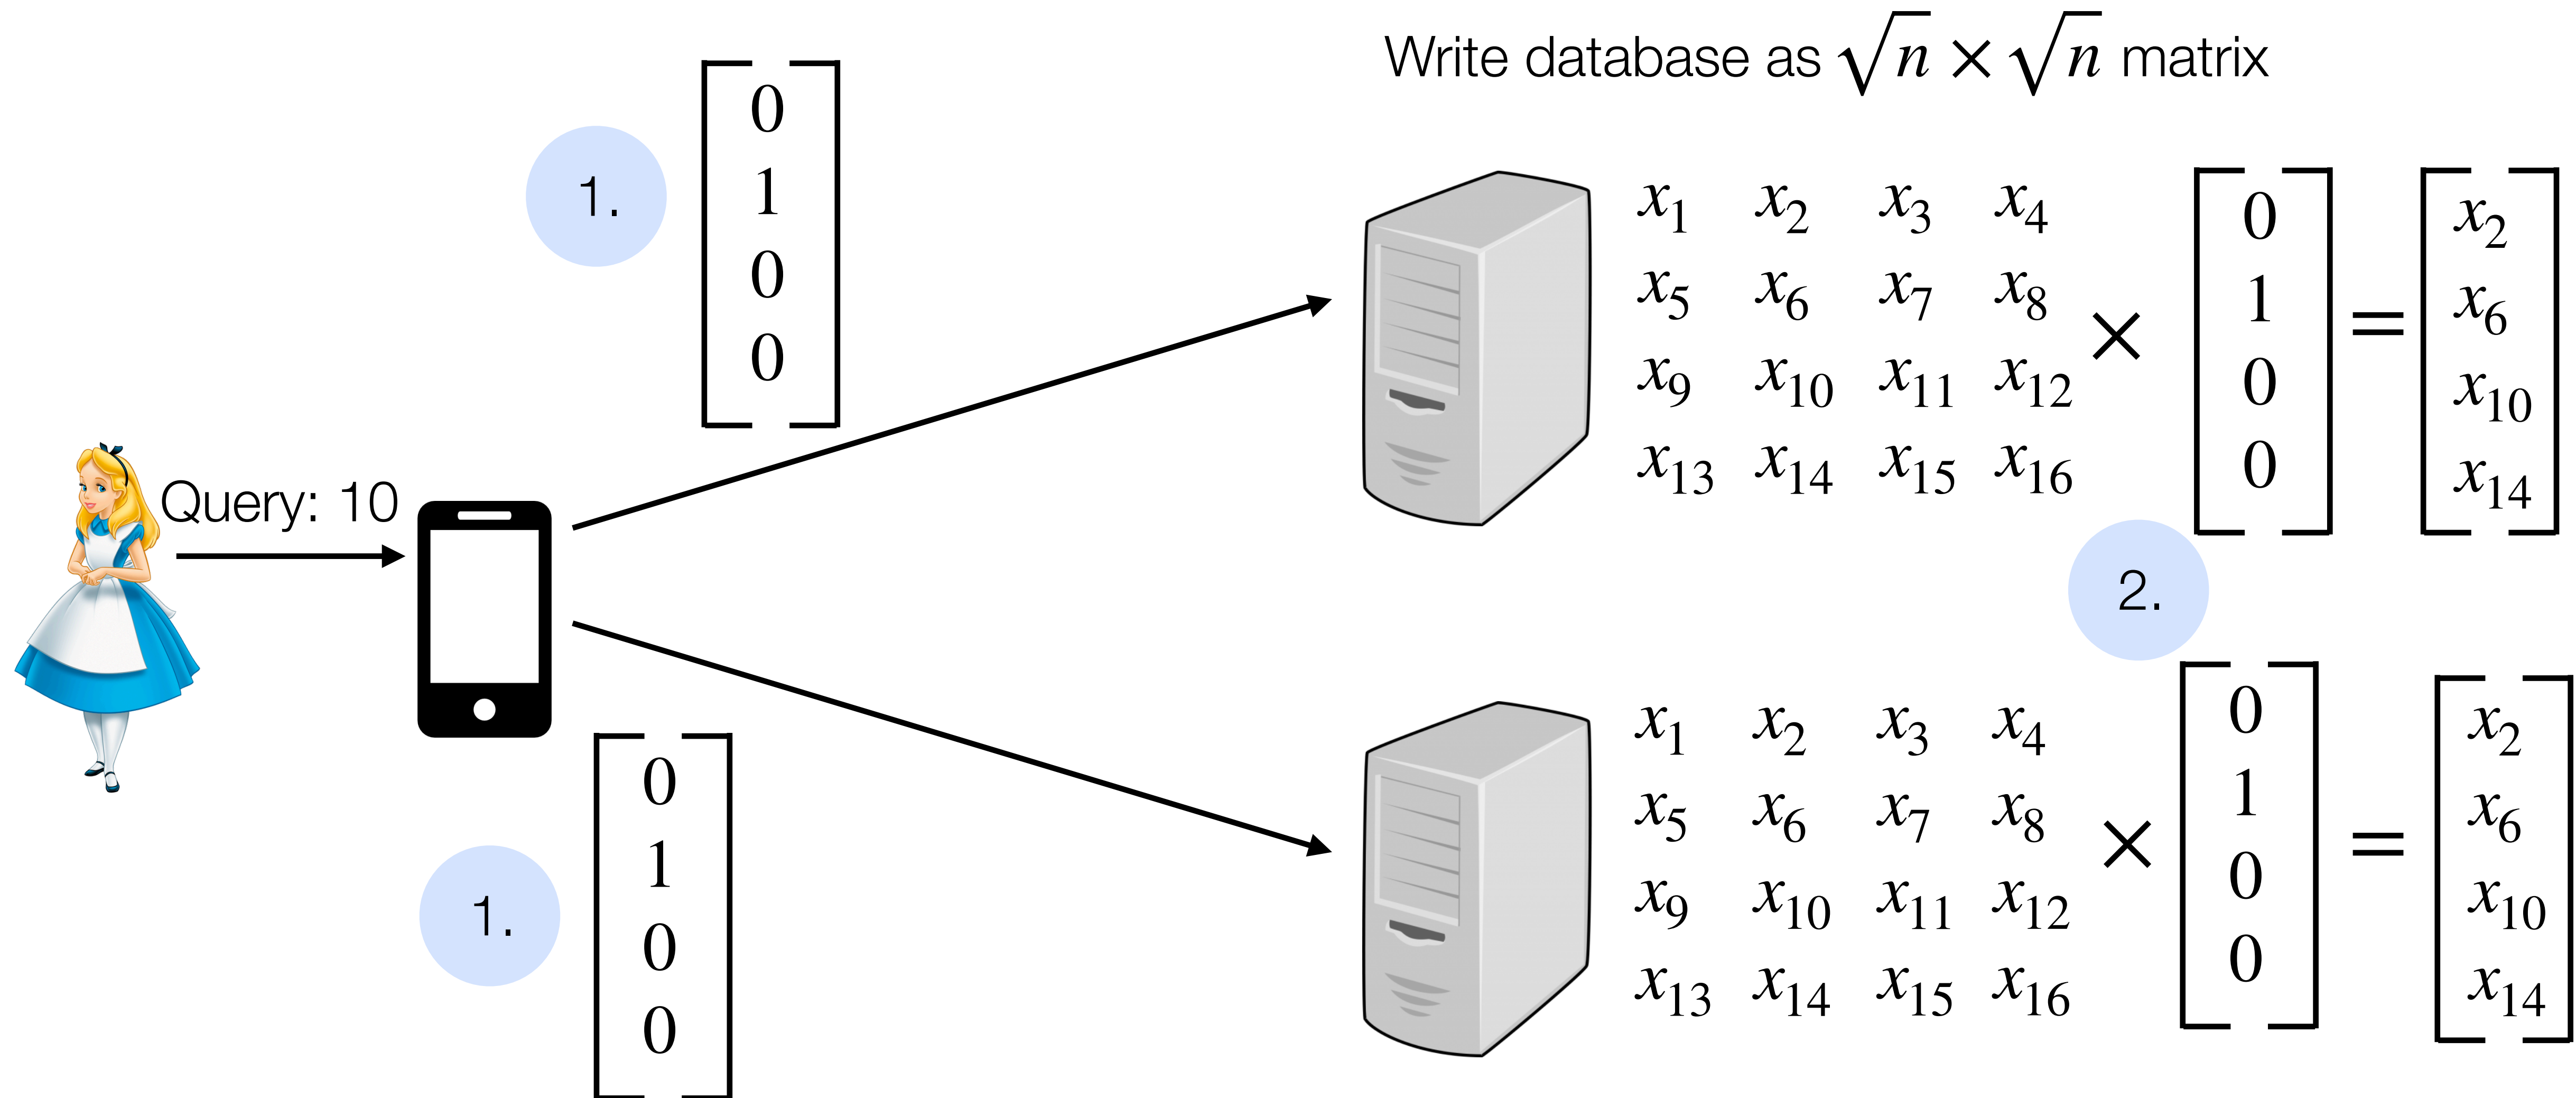 Write database as √n × √n matrix
1.
0
1
0
0
Query: 10
x₁ x₂ x₃ x₄
x₅ x₆ x₇ x₈
x₉ x₁₀ x₁₁ x₁₂
x₁₃ x₁₄ x₁₅ x₁₆
×
0
1
0
0
=
x₂
x₆
x₁₀
x₁₄
2.
1.
0
1
0
0
x₁ x₂ x₃ x₄
x₅ x₆ x₇ x₈
x₉ x₁₀ x₁₁ x₁₂
x₁₃ x₁₄ x₁₅ x₁₆
×
0
1
0
0
=
x₂
x₆
x₁₀
x₁₄